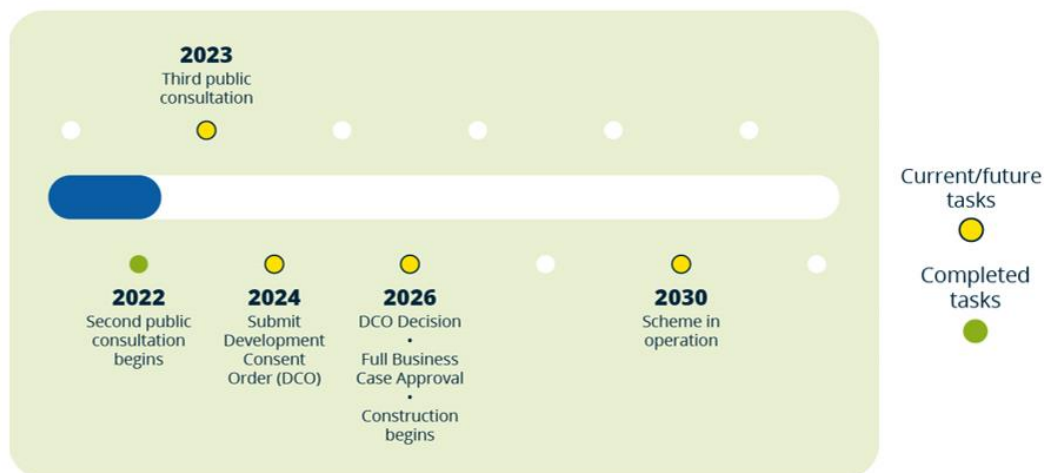 2023
Third public
consultation
2022
Second public
consultation
begins
2024
Submit
Development
Consent
Order (DCO)
2026
DCO Decision
•
Full Business
Case Approval
•
Construction
begins
2030
Scheme in
operation
Current/future
tasks
Completed
tasks